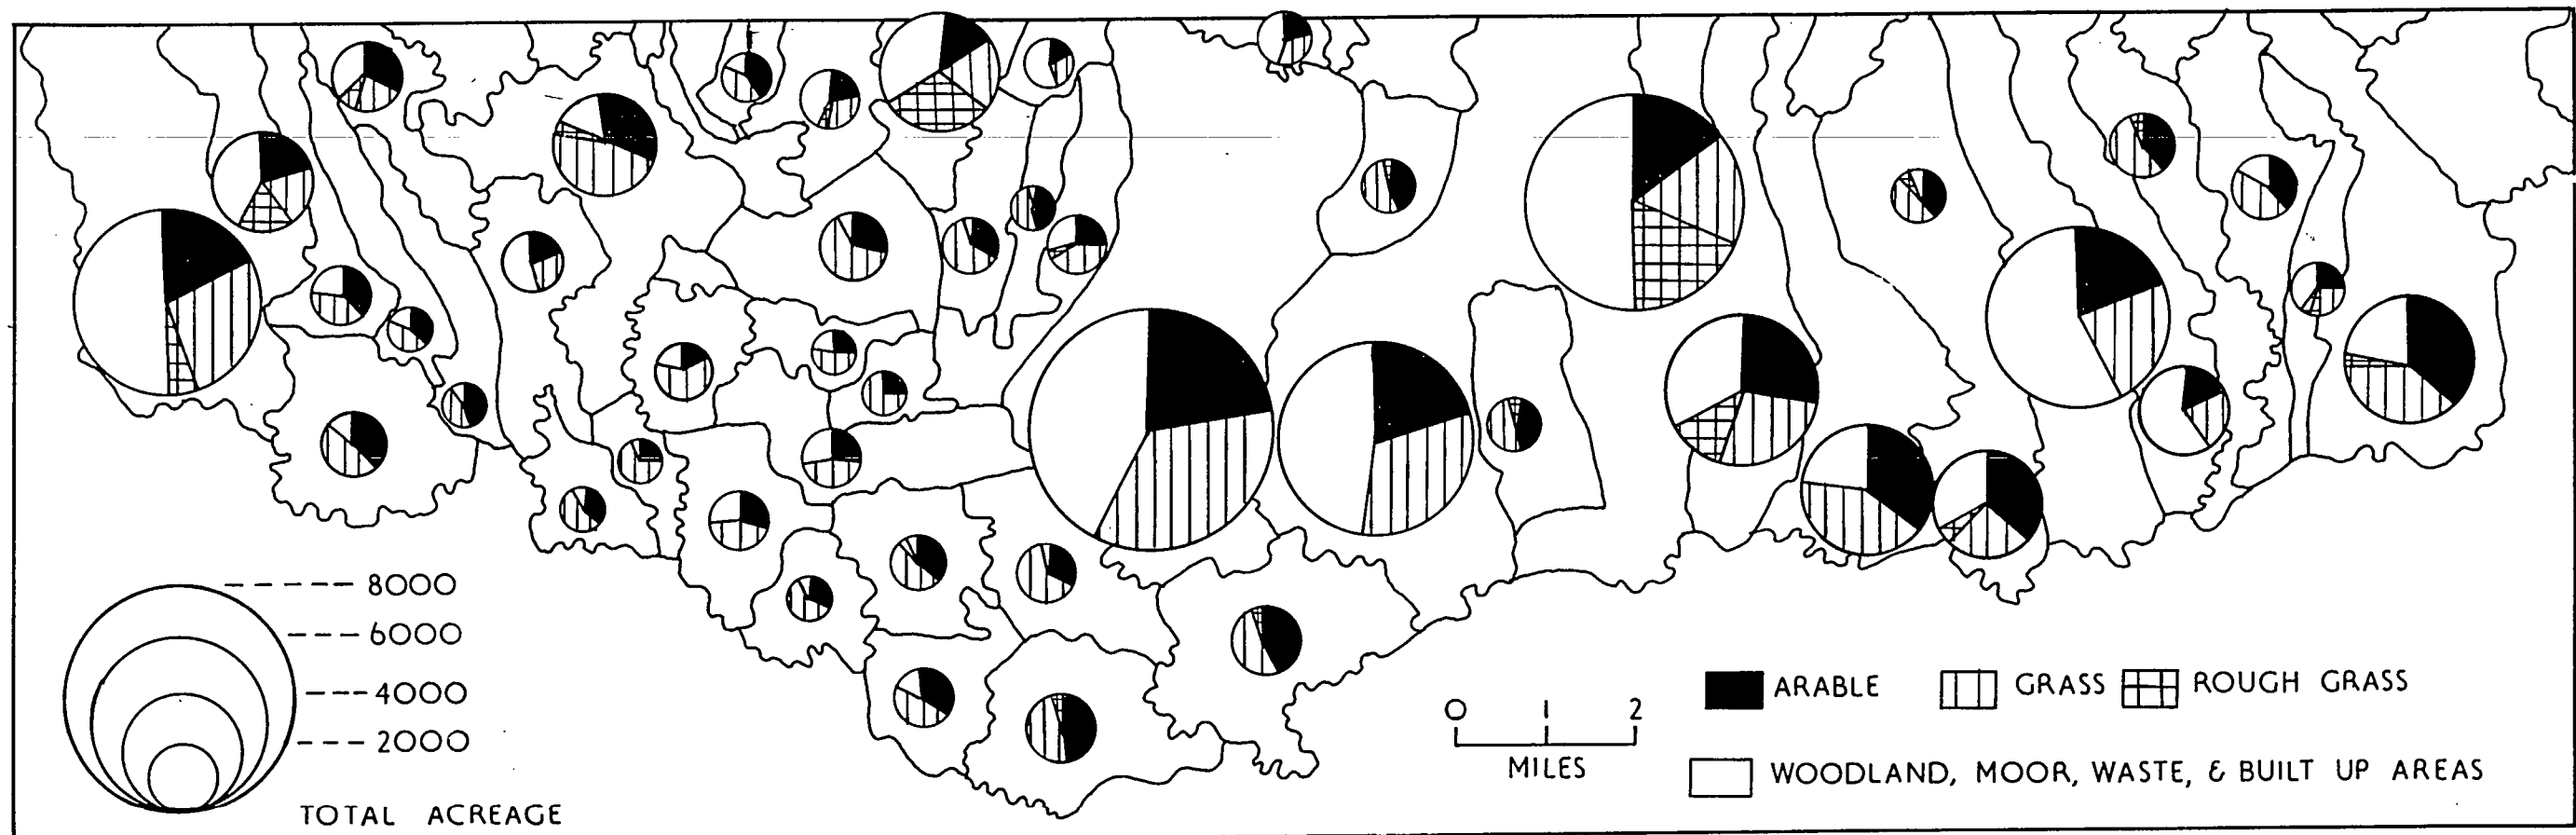 8000
6000
4000
2000
TOTAL ACREAGE
0 1 2
MILES
ARABLE GRASS ROUGH GRASS
WOODLAND, MOOR, WASTE, & BUILT UP AREAS